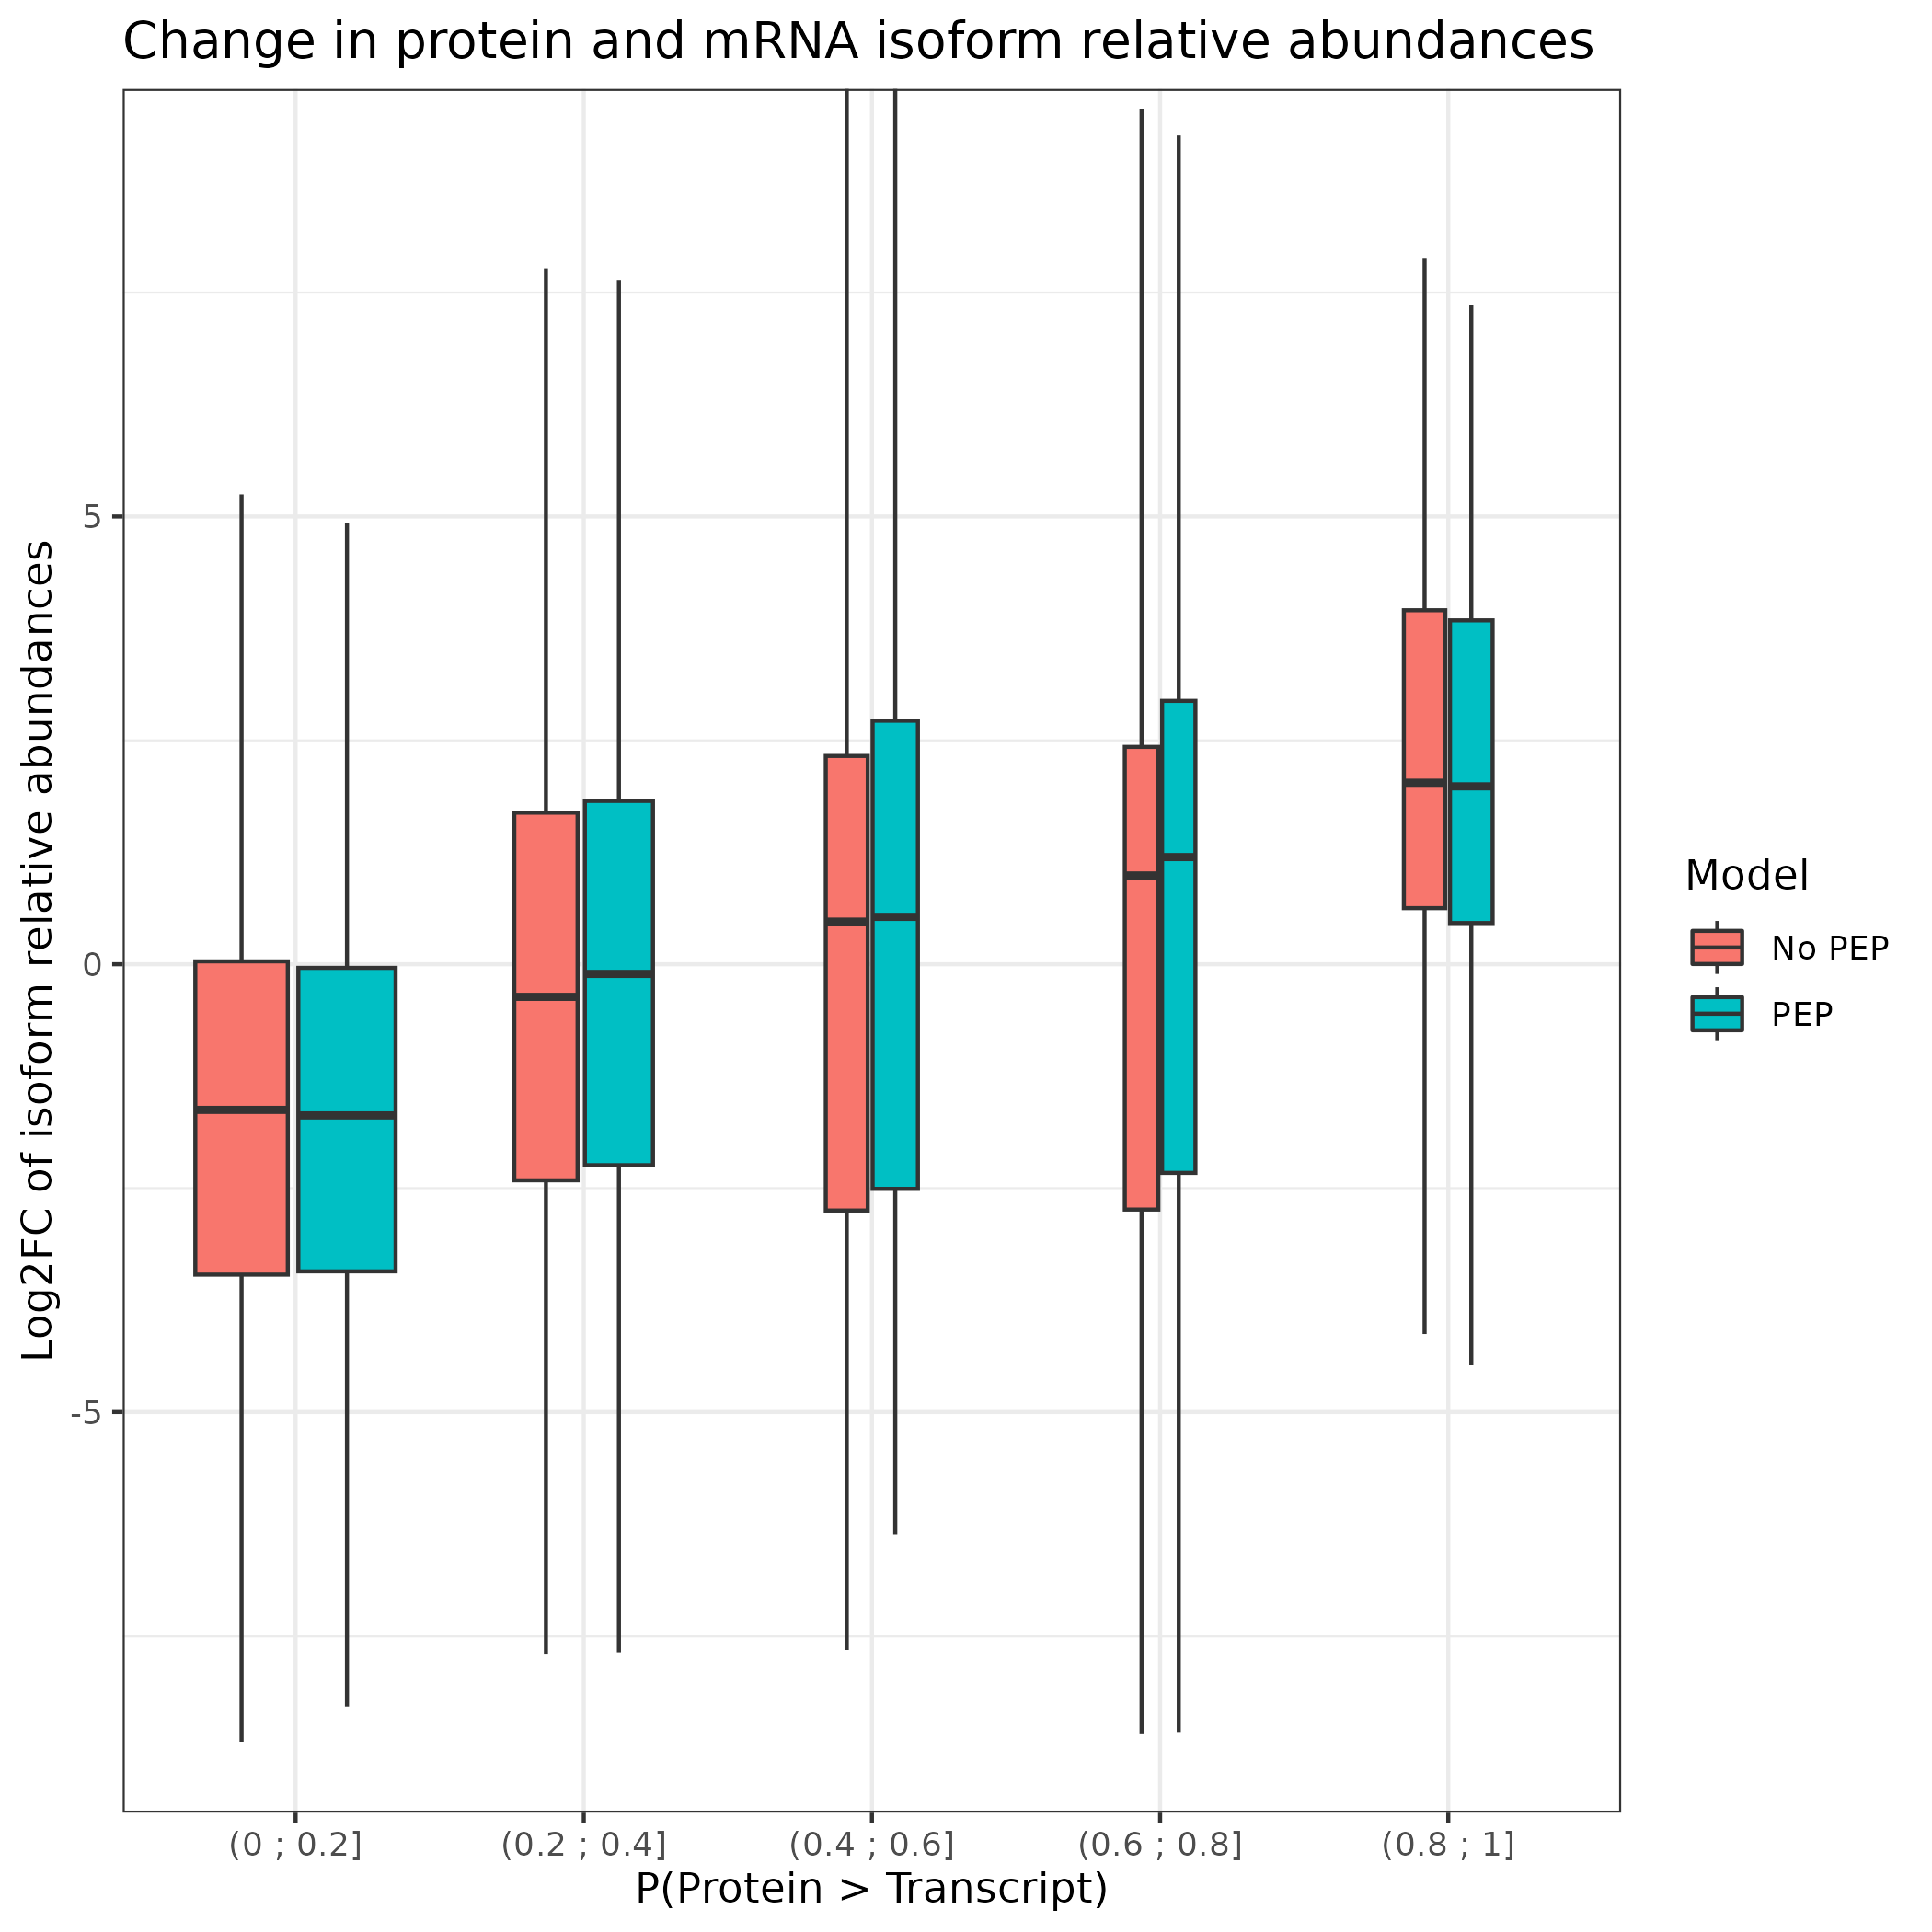 Change in protein and mRNA isoform relative abundances
Log2FC of isoform relative abundances
5
0
-5
(0 ; 0.2]
(0.2 ; 0.4]
(0.4 ; 0.6]
(0.6 ; 0.8]
(0.8 ; 1]
P(Protein > Transcript)
Model
No PEP
PEP